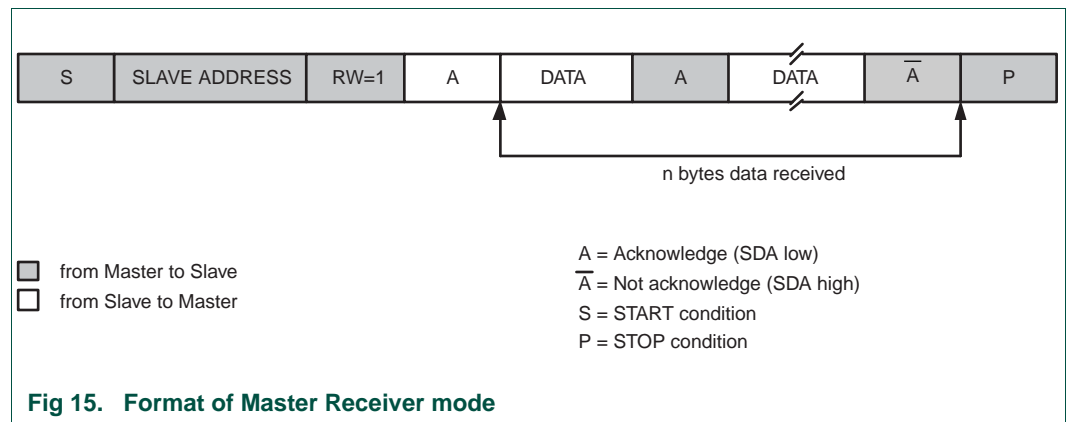 S SLAVE ADDRESS RW=1 A DATA A DATA A̅ P
n bytes data received
from Master to Slave
from Slave to Master
A = Acknowledge (SDA low)
A̅ = Not acknowledge (SDA high)
S = START condition
P = STOP condition
Fig 15. Format of Master Receiver mode